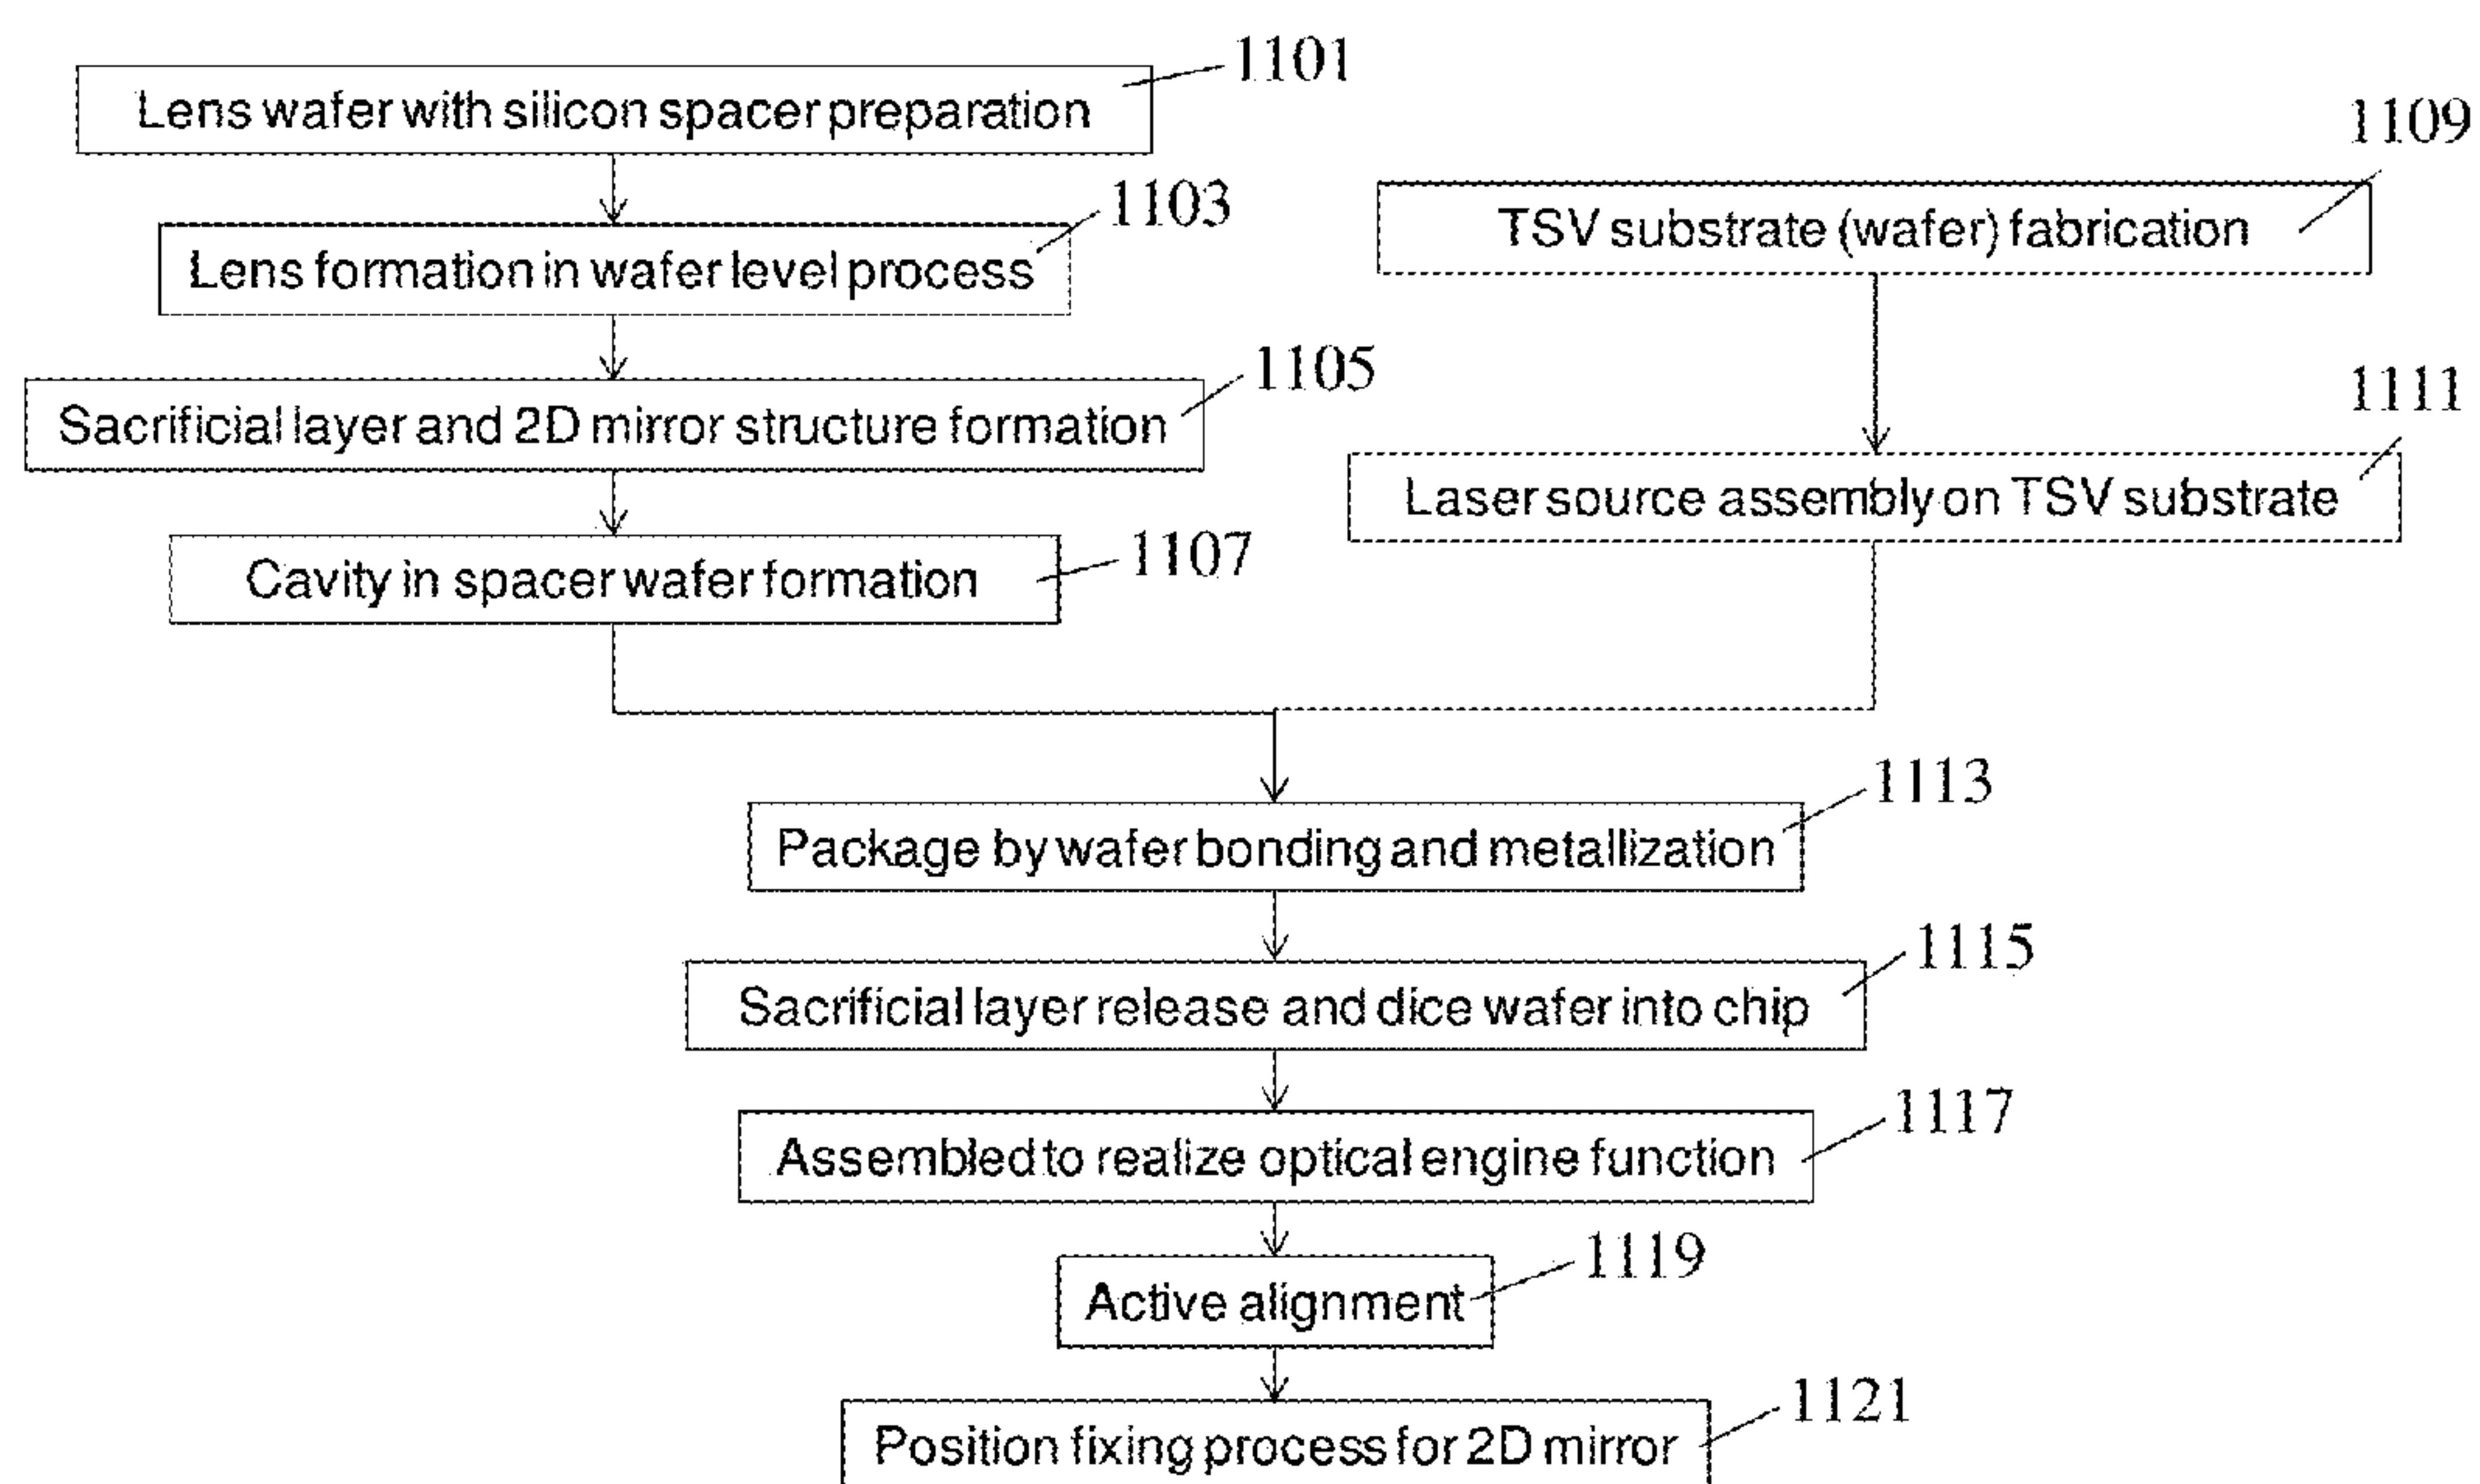 1101
Lens wafer with silicon spacer preparation
1103
Lens formation in wafer level process
1105
Sacrificial layer and 2D mirror structure formation
1107
Cavity in spacer wafer formation
1109
TSV substrate (wafer) fabrication
1111
Laser source assembly on TSV substrate
1113
Package by wafer bonding and metallization
1115
Sacrificial layer release and dice wafer into chip
1117
Assembled to realize optical engine function
1119
Active alignment
1121
Position fixing process for 2D mirror